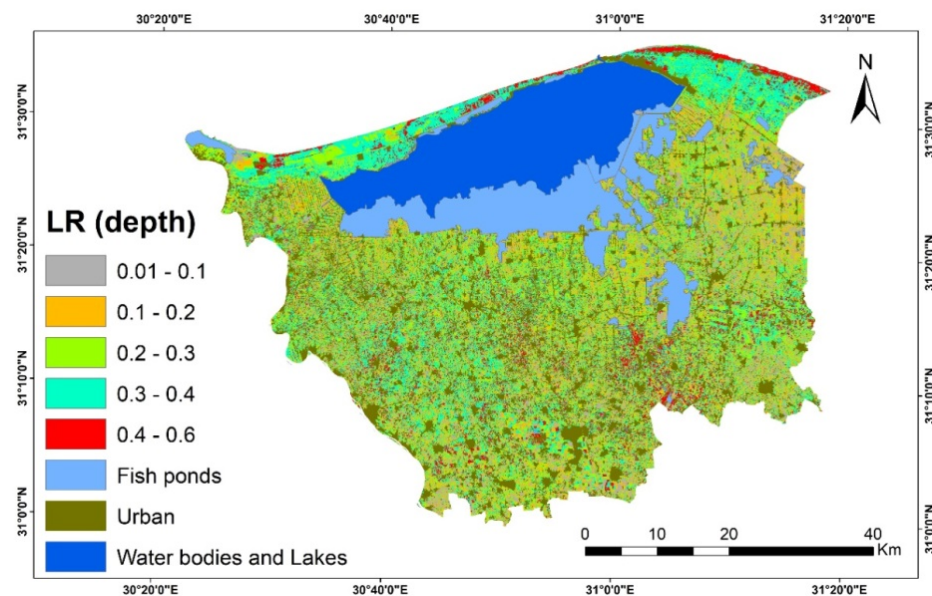 30°20'0"E 30°40'0"E 31°0'0"E 31°20'0"E
N
31°30'0"N
31°20'0"N
31°10'0"N
31°0'0"N
31°30'0"N
31°20'0"N
31°10'0"N
31°0'0"N
LR (depth)
0.01 - 0.1
0.1 - 0.2
0.2 - 0.3
0.3 - 0.4
0.4 - 0.6
Fish ponds
Urban
Water bodies and Lakes
0 10 20 40
Km
30°20'0"E 30°40'0"E 31°0'0"E 31°20'0"E